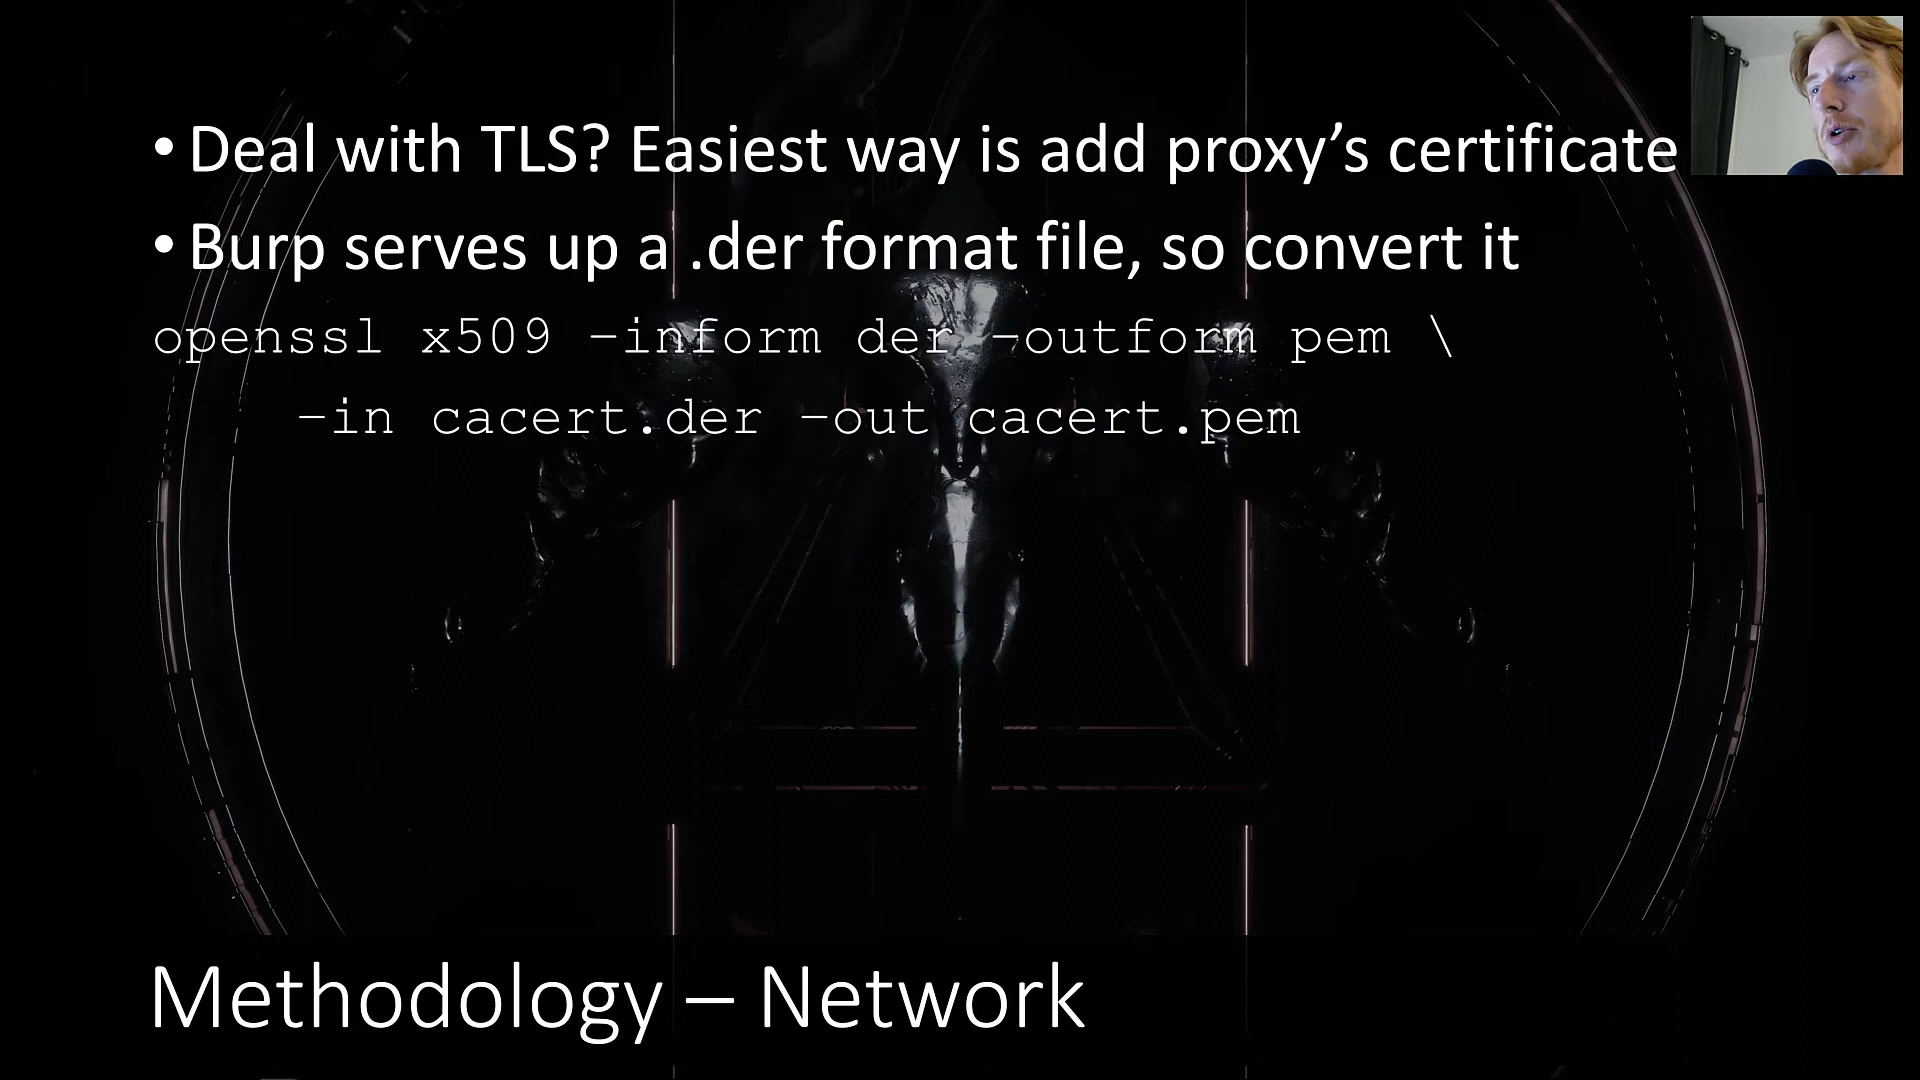 • Deal with TLS? Easiest way is add proxy’s certificate
• Burp serves up a .der format file, so convert it
openssl x509 –inform der –outform pem \
–in cacert.der –out cacert.pem
Methodology – Network